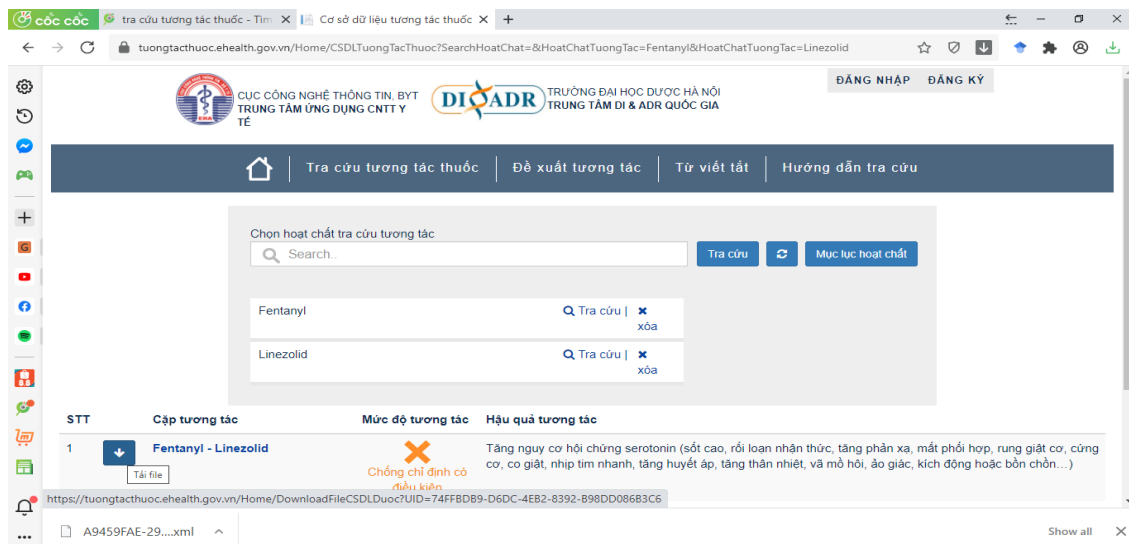 cốc cốc
tra cứu tương tác thuốc - Tìm
Cơ sở dữ liệu tương tác thuốc
tuongtacthuoc.ehealth.gov.vn/Home/CSDLTuongTacThuoc?SearchHoatChat=&HoatChatTuongTac=Fentanyl&HoatChatTuongTac=Linezolid
ĐĂNG NHẬP ĐĂNG KÝ
CỤC CÔNG NGHỆ THÔNG TIN, BYT
TRUNG TÂM ỨNG DỤNG CNTT Y
TẾ
EHA
DI ADR
TRƯỜNG ĐẠI HỌC DƯỢC HÀ NỘI
TRUNG TÂM DI & ADR QUỐC GIA
Tra cứu tương tác thuốc
Đề xuất tương tác
Từ viết tắt
Hướng dẫn tra cứu
Chọn hoạt chất tra cứu tương tác
Search..
Tra cứu
Mục lục hoạt chất
Fentanyl
Tra cứu |
xóa
Linezolid
Tra cứu |
xóa
STT Cặp tương tác Mức độ tương tác Hậu quả tương tác
1 Fentanyl - Linezolid
Chống chỉ định có
điều kiện
Tăng nguy cơ hội chứng serotonin (sốt cao, rối loạn nhận thức, tăng phản xạ, mất phối hợp, rung giật cơ, cứng
cơ, co giật, nhịp tim nhanh, tăng huyết áp, tăng thân nhiệt, vã mồ hôi, ảo giác, kích động hoặc bồn chồn…)
Tải file
https://tuongtacthuoc.ehealth.gov.vn/Home/DownloadFileCSDLDuoc?UID=74FFBDB9-D6DC-4EB2-8392-B98DD086B3C6
A9459FAE-29....xml
Show all
G
8.8